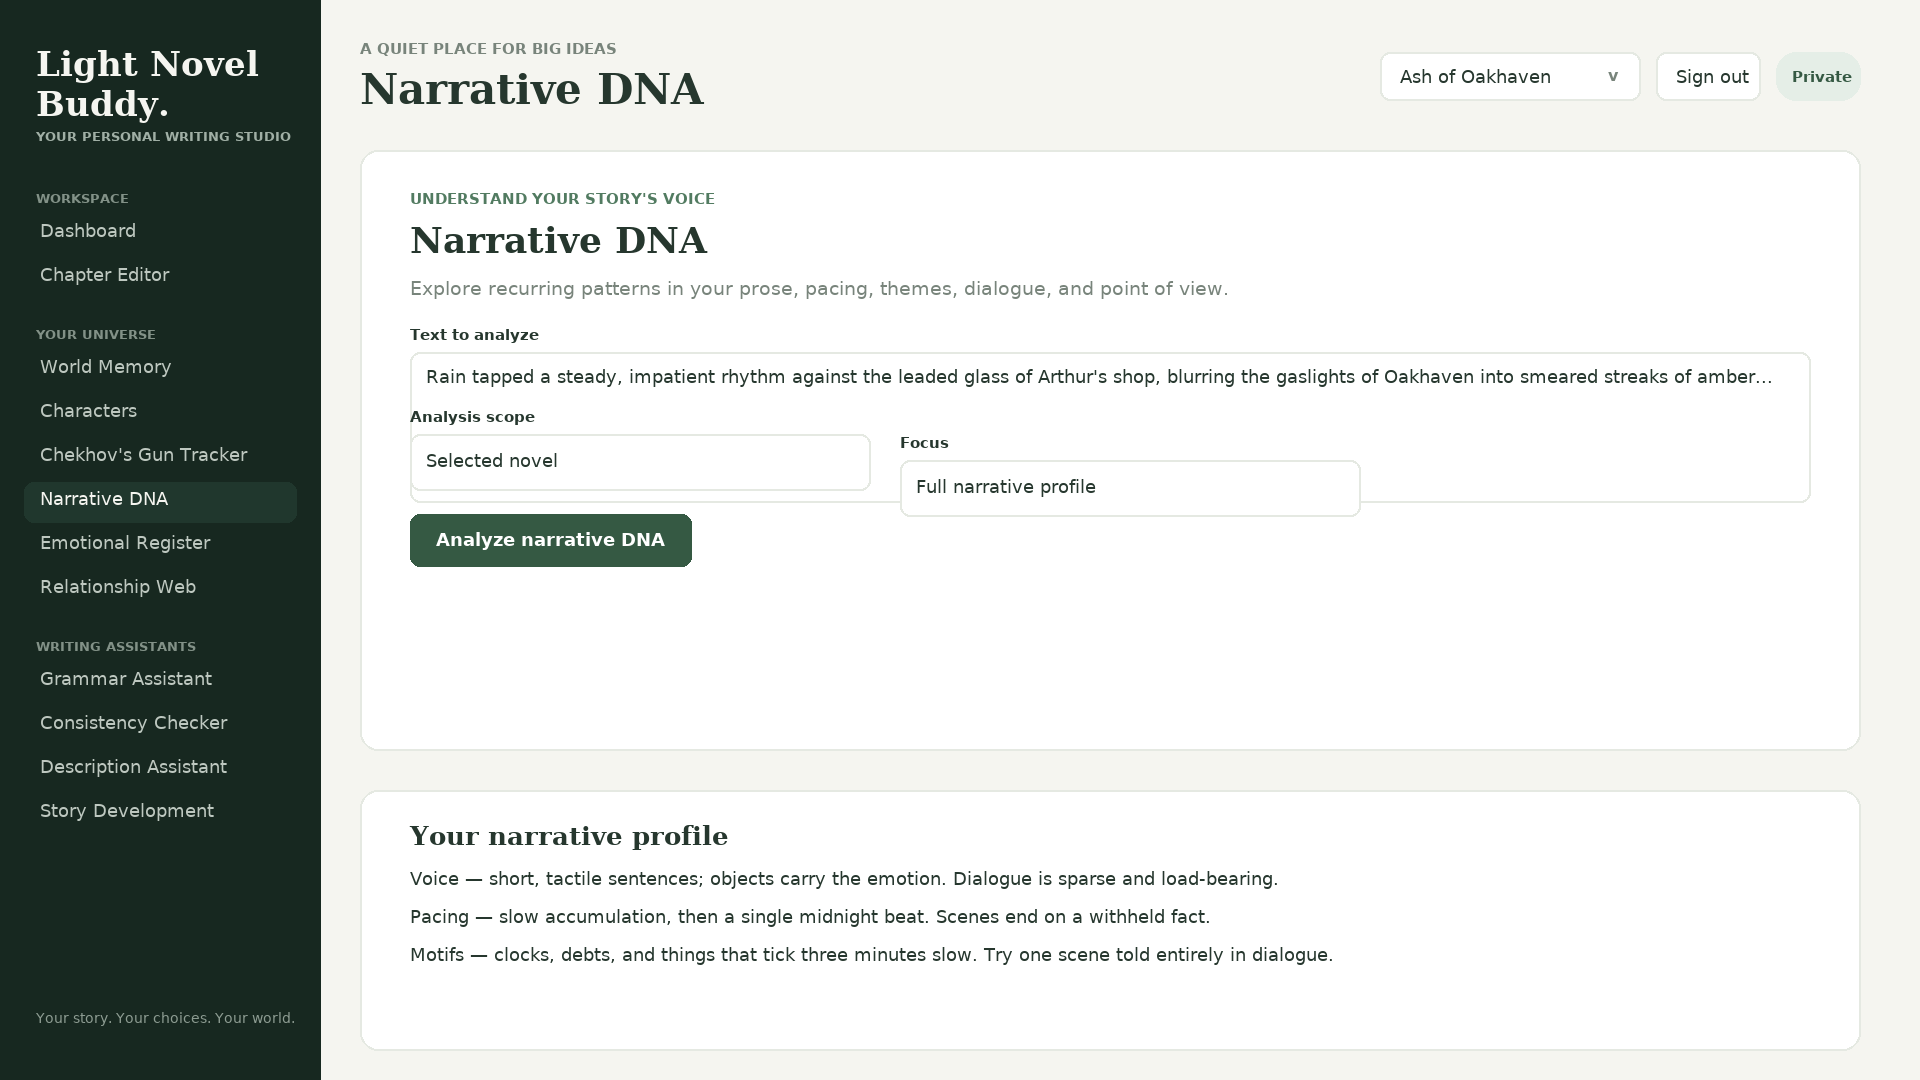 Light Novel
Buddy.
YOUR PERSONAL WRITING STUDIO
WORKSPACE
Dashboard
Chapter Editor
YOUR UNIVERSE
World Memory
Characters
Chekhov's Gun Tracker
Narrative DNA
Emotional Register
Relationship Web
WRITING ASSISTANTS
Grammar Assistant
Consistency Checker
Description Assistant
Story Development
Your story. Your choices. Your world.
A QUIET PLACE FOR BIG IDEAS
Narrative DNA
Ash of Oakhaven v
Sign out
Private
UNDERSTAND YOUR STORY'S VOICE
Narrative DNA
Explore recurring patterns in your prose, pacing, themes, dialogue, and point of view.
Text to analyze
Rain tapped a steady, impatient rhythm against the leaded glass of Arthur's shop, blurring the gaslights of Oakhaven into smeared streaks of amber…
Analysis scope
Selected novel
Focus
Full narrative profile
Analyze narrative DNA
Your narrative profile
Voice — short, tactile sentences; objects carry the emotion. Dialogue is sparse and load-bearing.
Pacing — slow accumulation, then a single midnight beat. Scenes end on a withheld fact.
Motifs — clocks, debts, and things that tick three minutes slow. Try one scene told entirely in dialogue.